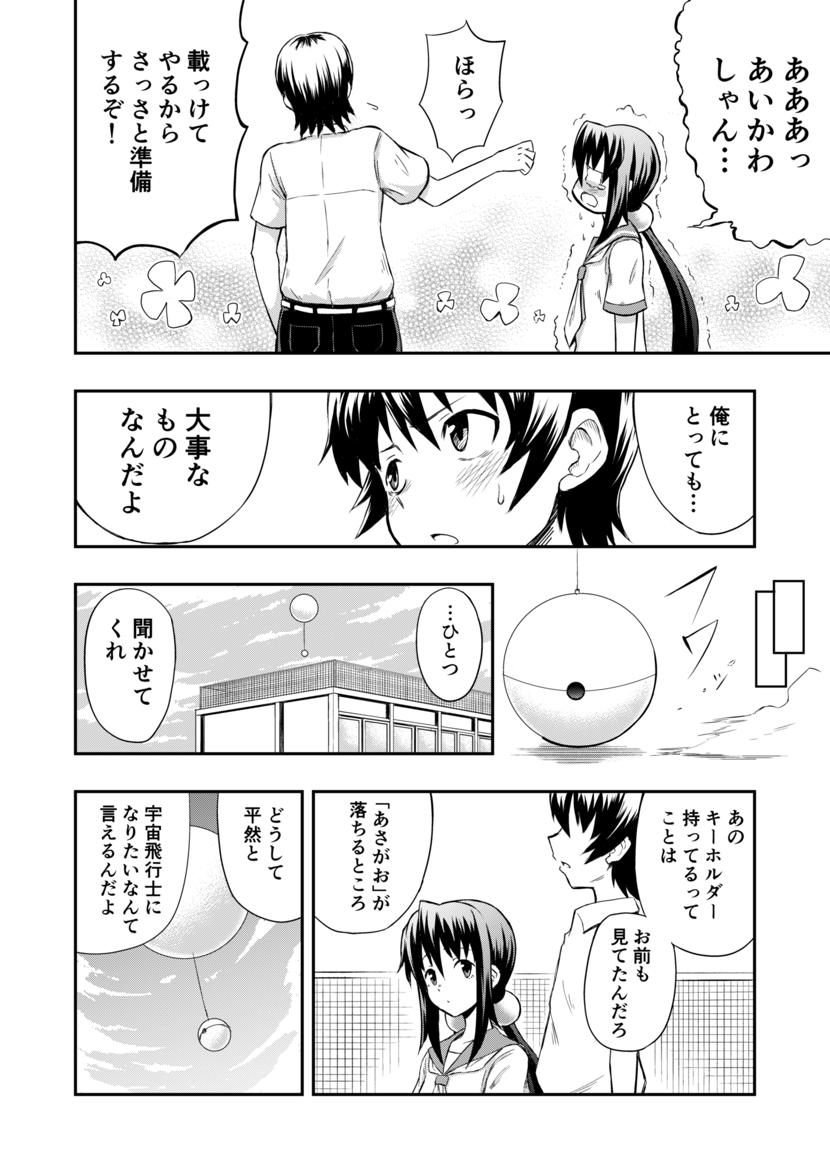 あああっ
あいかわ
しゃん…
ほらっ
載っけて
やるから
さっさと準備
するぞ！
俺に
とっても…
大事な
もの
なんだよ
…ひとつ
聞かせて
くれ
あの
キーホルダー
持ってるって
ことは
お前も
見てたんだろ
「あさがお」が
落ちるところ
どうして
平然と
宇宙飛行士に
なりたいなんて
言えるんだよ